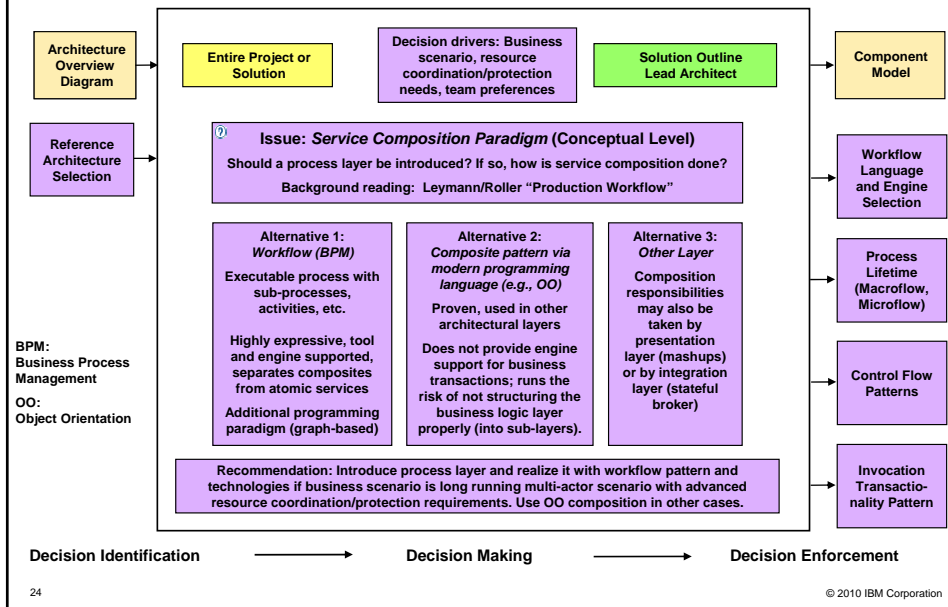 Architecture
Overview
Diagram
Entire Project or
Solution
Decision drivers: Business
scenario, resource
coordination/protection
needs, team preferences
Solution Outline
Lead Architect
Component
Model
Reference
Architecture
Selection
Issue: Service Composition Paradigm (Conceptual Level)
Should a process layer be introduced? If so, how is service composition done?
Background reading: Leymann/Roller “Production Workflow”
Workflow
Language
and Engine
Selection
Alternative 1:
Workflow (BPM)
Executable process with
sub-processes,
activities, etc.
Highly expressive, tool
and engine supported,
separates composites
from atomic services
Additional programming
paradigm (graph-based)
Alternative 2:
Composite pattern via
modern programming
language (e.g., OO)
Proven, used in other
architectural layers
Does not provide engine
support for business
transactions; runs the
risk of not structuring the
business logic layer
properly (into sub-layers).
Alternative 3:
Other Layer
Composition
responsibilities
may also be
taken by
presentation
layer (mashups)
or by integration
layer (stateful
broker)
Process
Lifetime
(Macroflow,
Microflow)
BPM:
Business Process
Management
OO:
Object Orientation
Control Flow
Patterns
Recommendation: Introduce process layer and realize it with workflow pattern and
technologies if business scenario is long running multi-actor scenario with advanced
resource coordination/protection requirements. Use OO composition in other cases.
Invocation
Transactio-
nality Pattern
Decision Identification
Decision Making
Decision Enforcement
24
© 2010 IBM Corporation